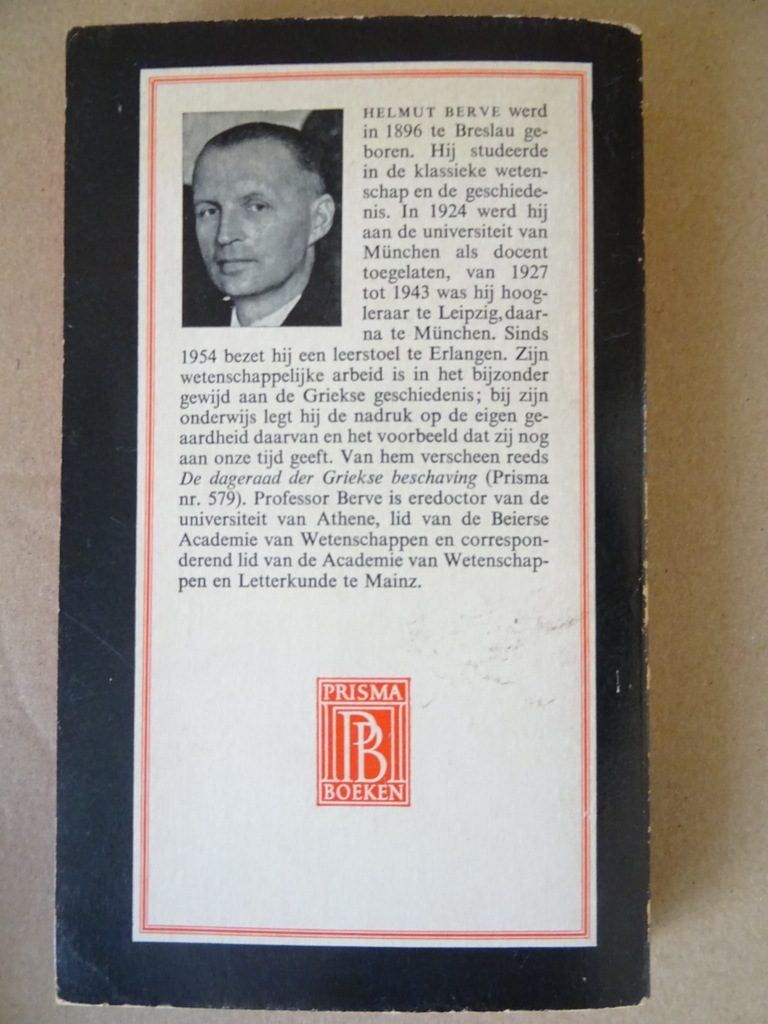 HELMUT BERVE werd
in 1896 te Breslau ge-
boren. Hij studeerde
in de klassieke weten-
schap en de geschiede-
nis. In 1924 werd hij
aan de universiteit van
München als docent
toegelaten, van 1927
tot 1943 was hij hoog-
leraar te Leipzig, daar-
na te München. Sinds
1954 bezet hij een leerstoel te Erlangen. Zijn
wetenschappelijke arbeid is in het bijzonder
gewijd aan de Griekse geschiedenis; bij zijn
onderwijs legt hij de nadruk op de eigen ge-
aardheid daarvan en het voorbeeld dat zij nog
aan onze tijd geeft. Van hem verscheen reeds
De dageraad der Griekse beschaving (Prisma
nr. 579). Professor Berve is eredoctor van de
universiteit van Athene, lid van de Beierse
Academie van Wetenschappen en correspon-
derend lid van de Academie van Wetenschap-
pen en Letterkunde te Mainz.
PRISMA
PB
BOEKEN